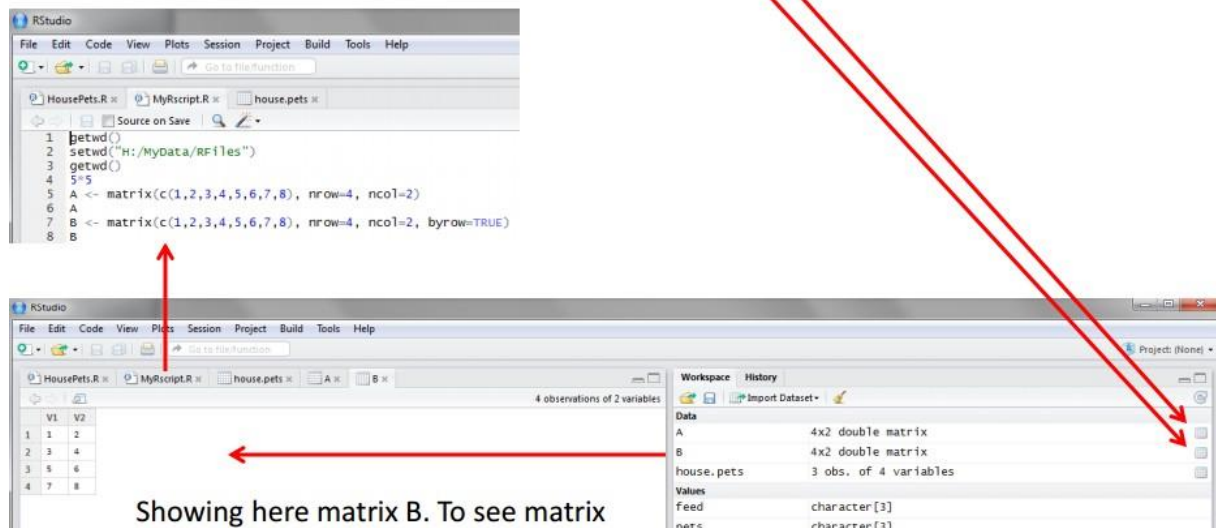 RStudio
File Edit Code View Plots Session Project Build Tools Help
Go to file/function
HousePets.R × MyRscript.R × house.pets ×
Source on Save
1 getwd()
2 setwd("H:/MyData/RFiles")
3 getwd()
4 5*5
5 A <- matrix(c(1,2,3,4,5,6,7,8), nrow=4, ncol=2)
6 A
7 B <- matrix(c(1,2,3,4,5,6,7,8), nrow=4, ncol=2, byrow=TRUE)
8 B
RStudio
File Edit Code View Plots Session Project Build Tools Help
Go to file/function
Project: (None)
HousePets.R × MyRscript.R × house.pets × A × B ×
4 observations of 2 variables
V1 V2
1 1 2
2 3 4
3 5 6
4 7 8
Showing here matrix B. To see matrix
Workspace History
Import Dataset
Data
A 4x2 double matrix
B 4x2 double matrix
house.pets 3 obs. of 4 variables
Values
feed character[3]
pets character[3]